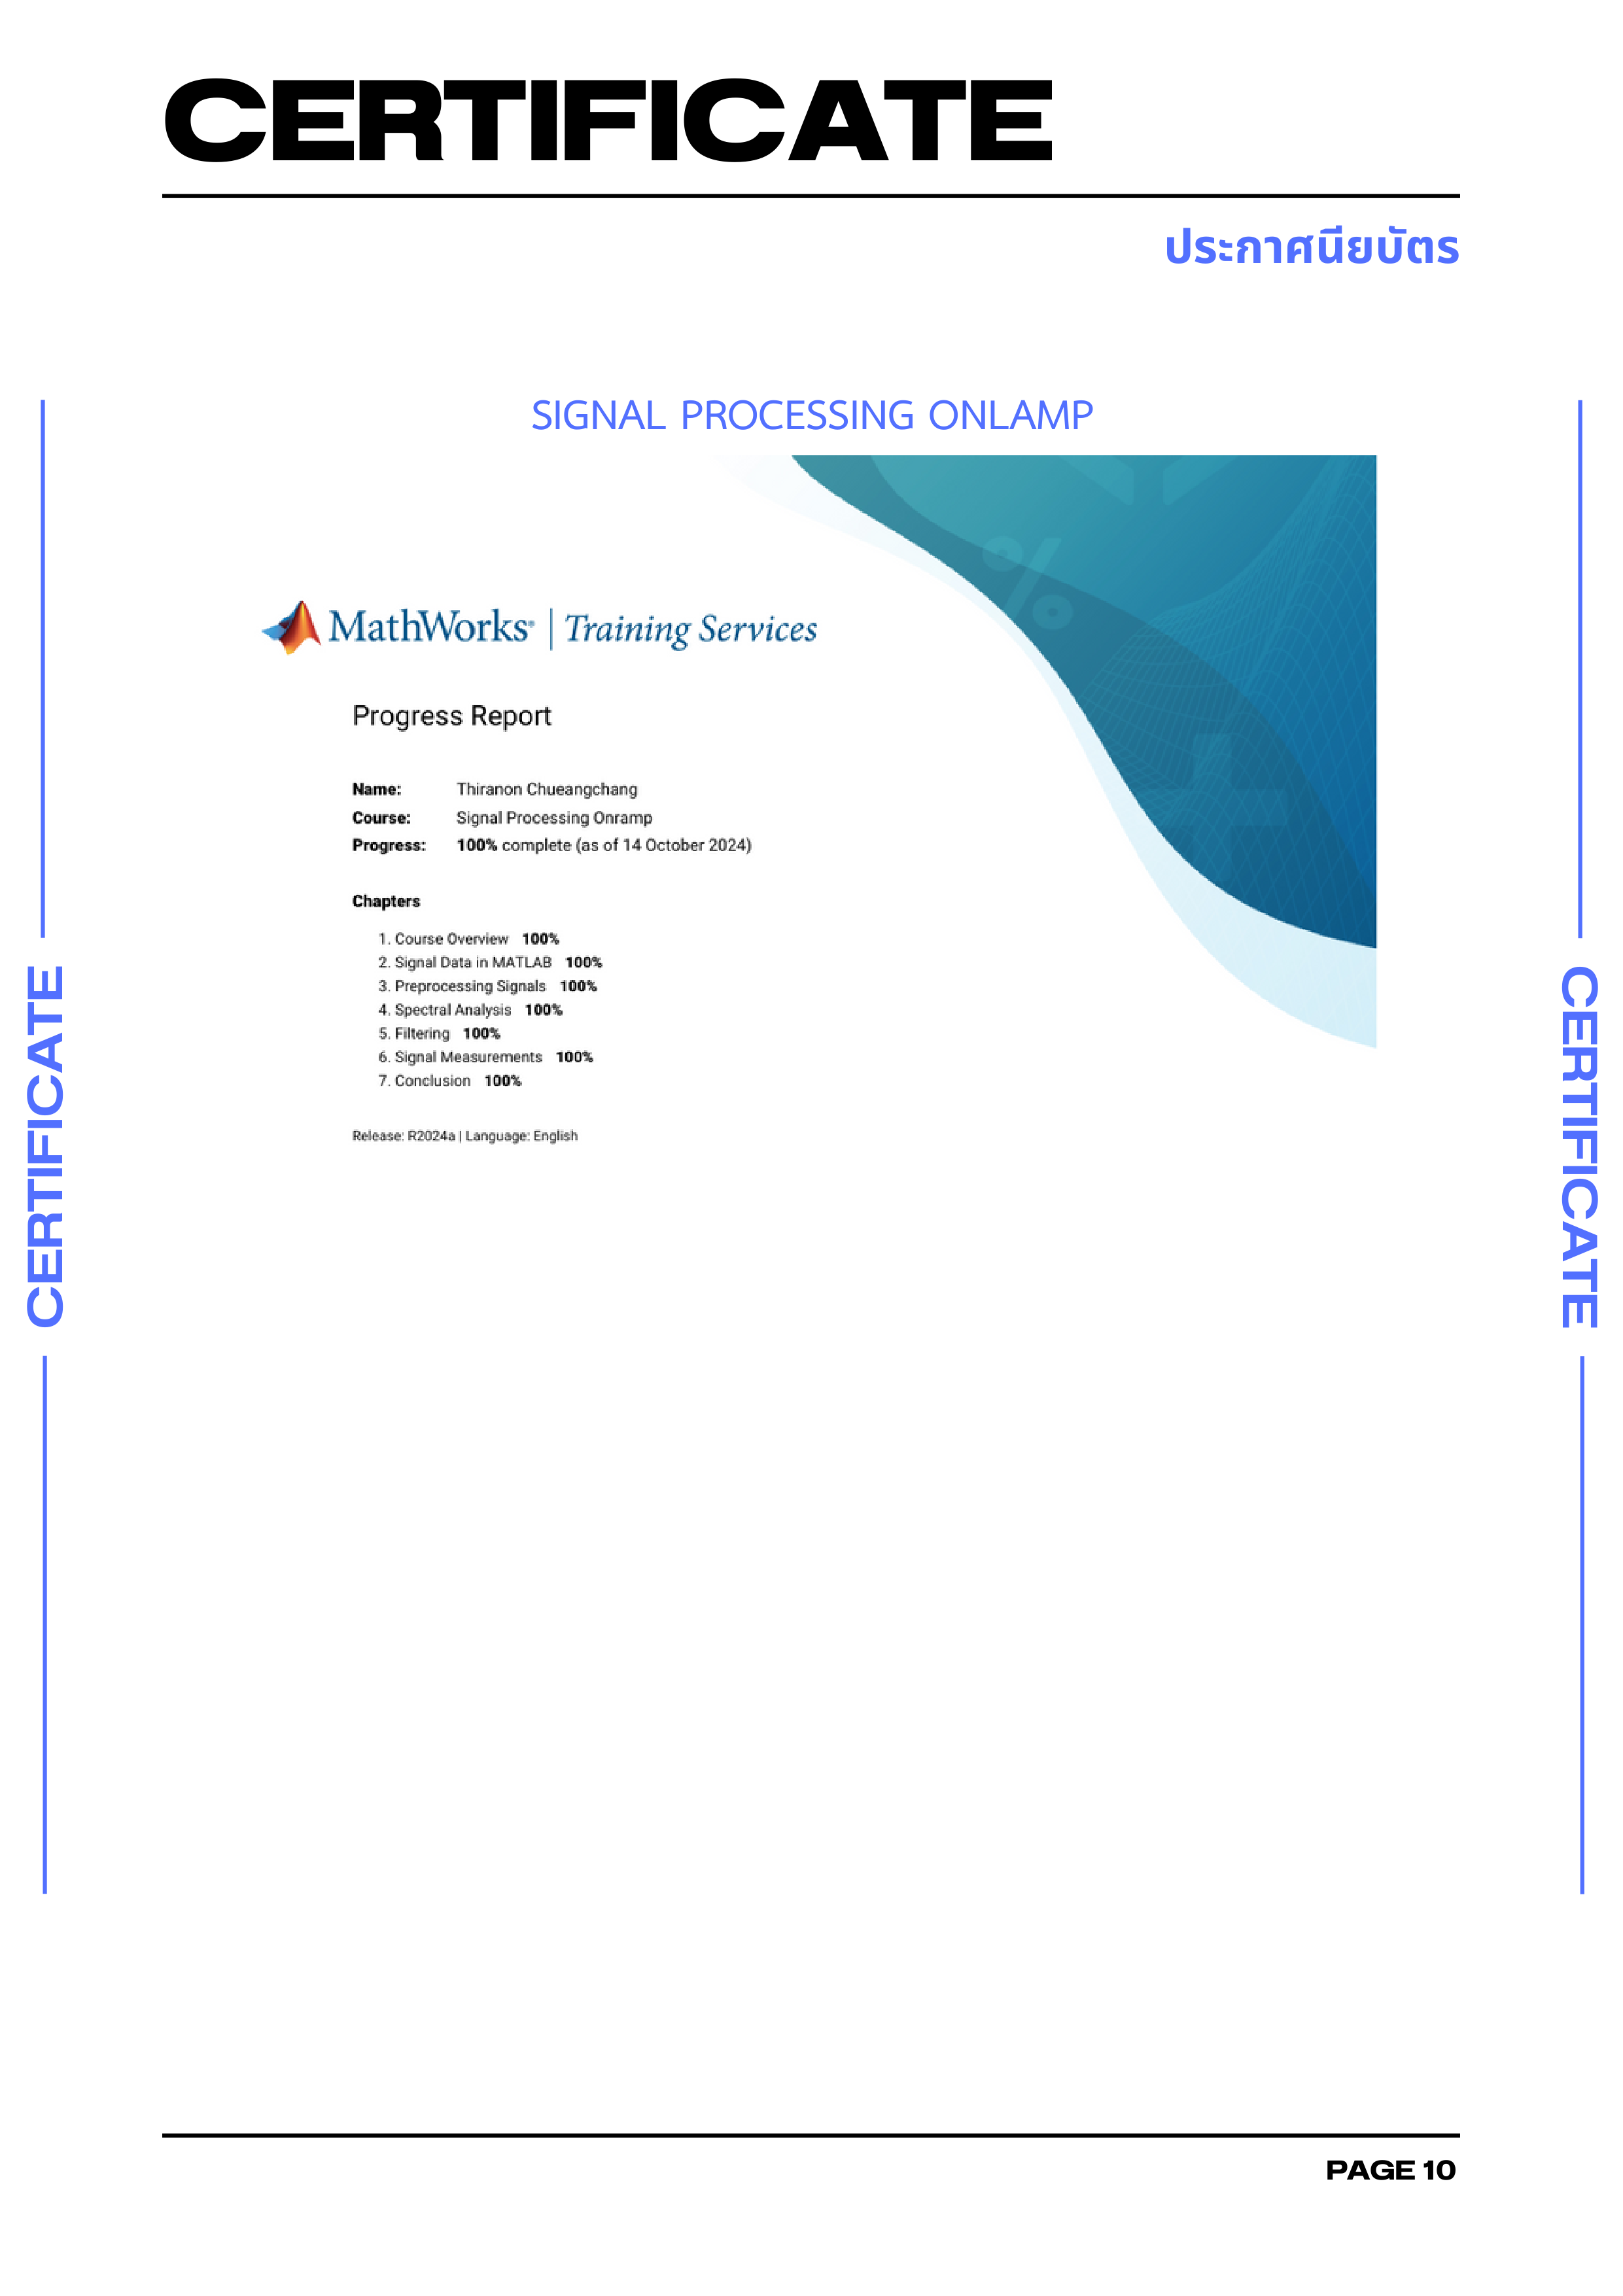 CERTIFICATE
ประกาศนียบัตร
SIGNAL PROCESSING ONLAMP
MathWorks® | Training Services
Progress Report
Name: Thiranon Chueangchang
Course: Signal Processing Onramp
Progress: 100% complete (as of 14 October 2024)
Chapters
1. Course Overview 100%
2. Signal Data in MATLAB 100%
3. Preprocessing Signals 100%
4. Spectral Analysis 100%
5. Filtering 100%
6. Signal Measurements 100%
7. Conclusion 100%
Release: R2024a | Language: English
CERTIFICATE
CERTIFICATE
PAGE 10